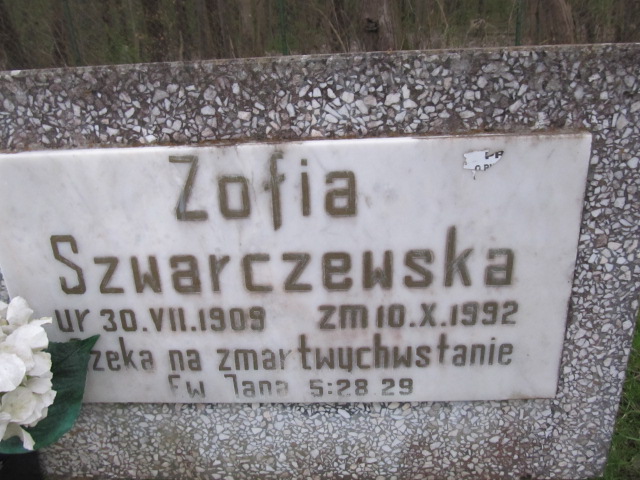 Zofia
Szwarczewska
ur 30.VII.1909 zm 10.X.1992
zeka na zmartwychwstanie
Ew Jana 5:28.29